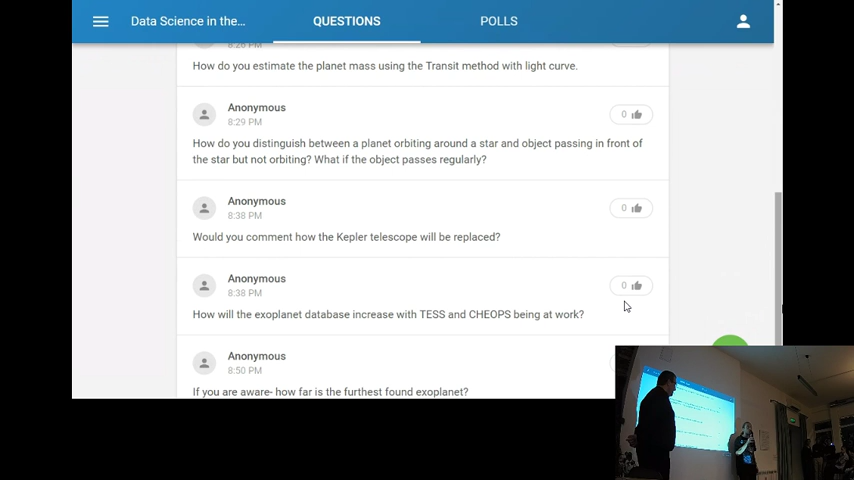 Data Science in the...
QUESTIONS
POLLS
8:26 PM
How do you estimate the planet mass using the Transit method with light curve.
Anonymous
0
8:29 PM
How do you distinguish between a planet orbiting around a star and object passing in front of
the star but not orbiting? What if the object passes regularly?
Anonymous
0
8:38 PM
Would you comment how the Kepler telescope will be replaced?
Anonymous
0
8:38 PM
How will the exoplanet database increase with TESS and CHEOPS being at work?
Anonymous
8:50 PM
If you are aware- how far is the furthest found exoplanet?